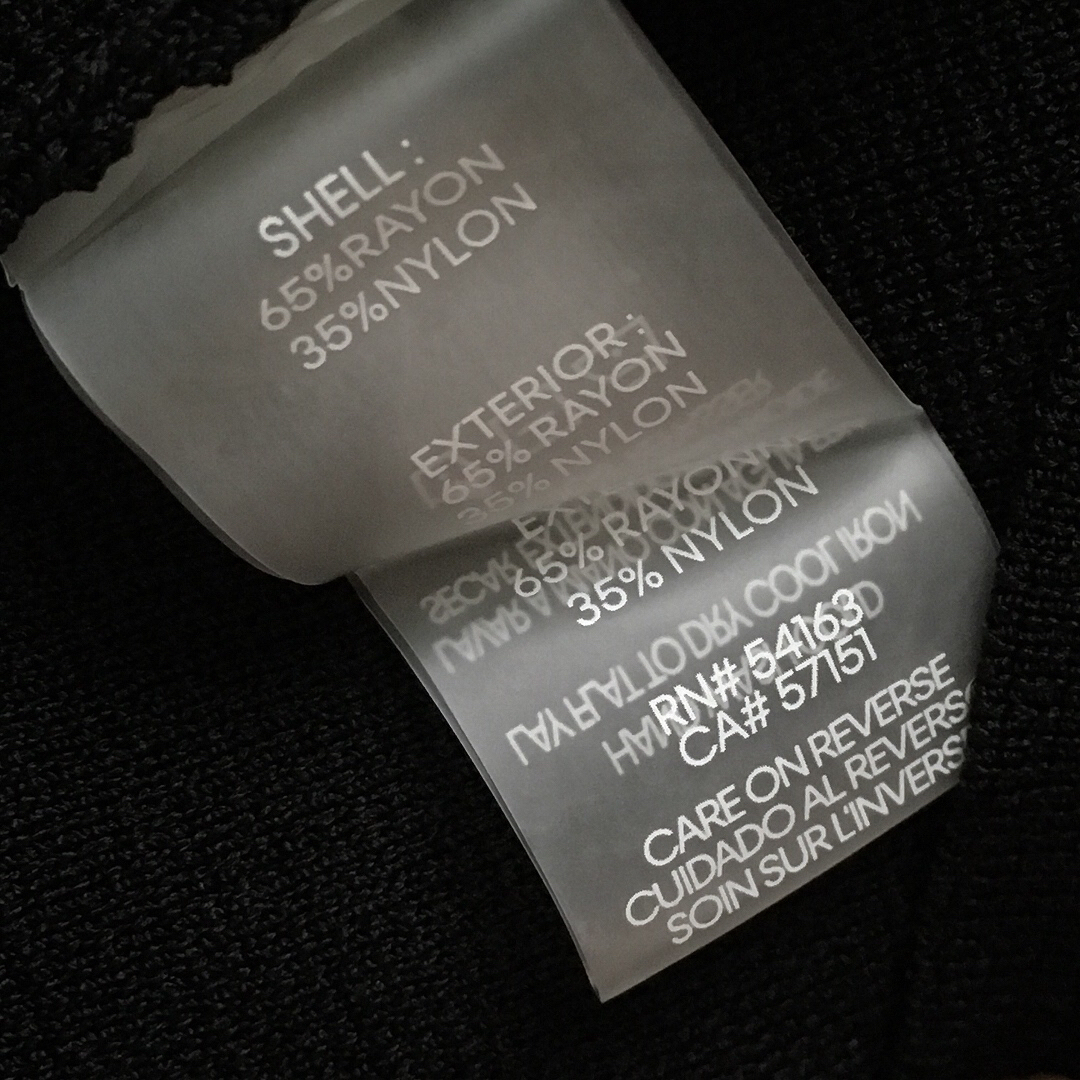 SHELL :
65%RAYON
35%NYLON
EXTERIOR :
65% RAYON
35% NYLON
65% RAYON
35% NYLON
RN# 54163
CA# 57151
CARE ON REVERSE
CUIDADO AL REVERSO
SOIN SUR L'INVERSE
LAY FLAT TO DRY COOL IRON